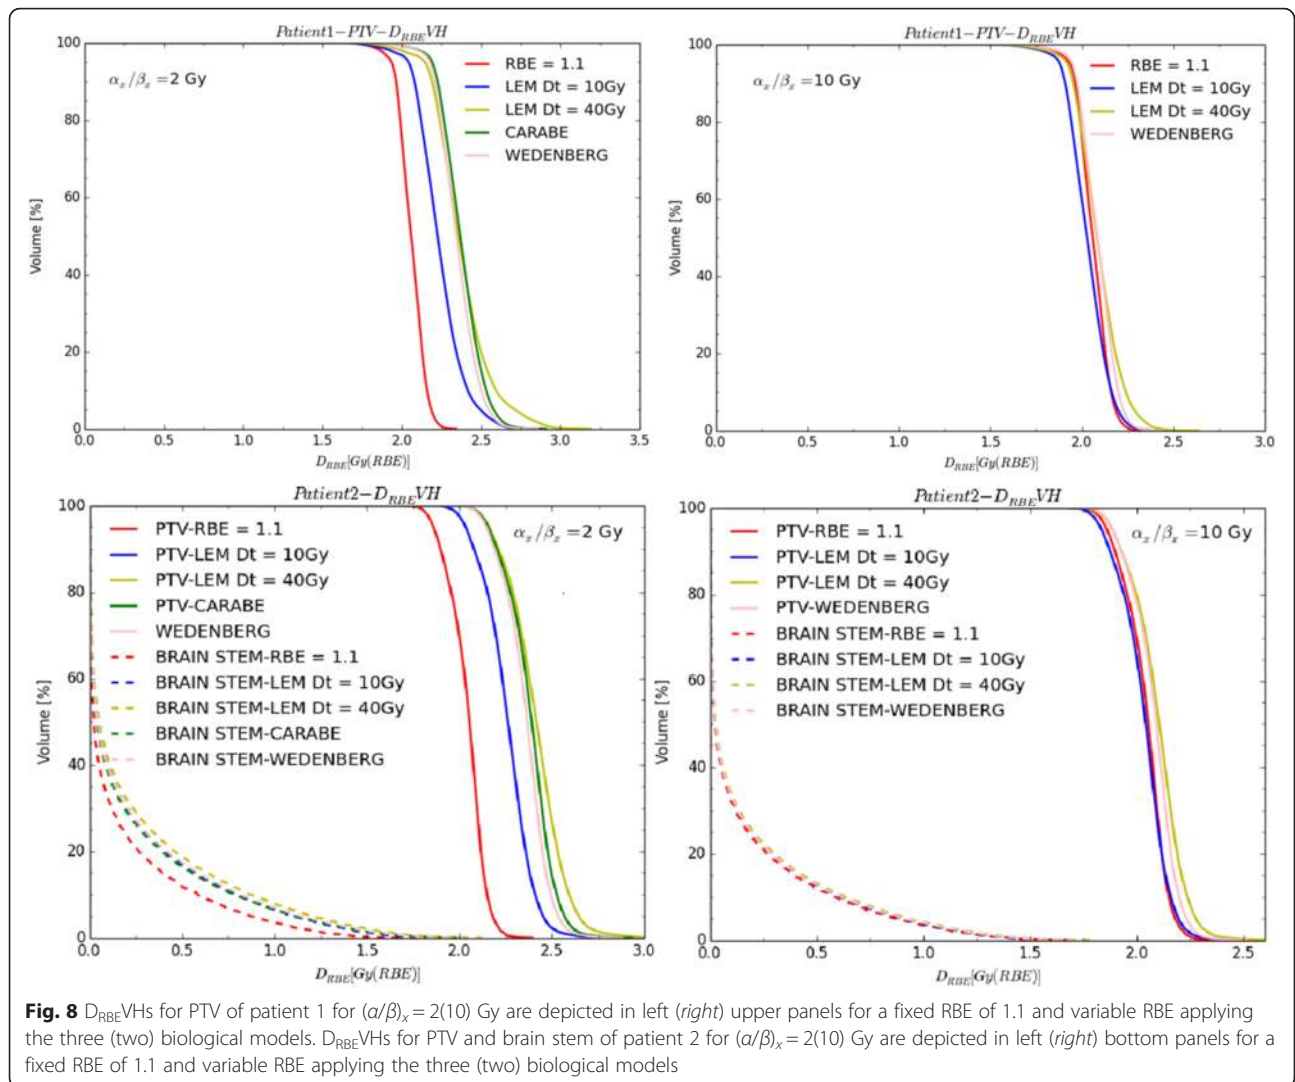 Patient1−PTV−D_RBE VH
α_x/β_x = 2 Gy
RBE = 1.1
LEM Dt = 10Gy
LEM Dt = 40Gy
CARABE
WEDENBERG
Volume [%]
100
80
60
40
20
0
0.0 0.5 1.0 1.5 2.0 2.5 3.0 3.5
D_RBE[Gy(RBE)]
Patient1−PTV−D_RBE VH
α_x/β_x = 10 Gy
RBE = 1.1
LEM Dt = 10Gy
LEM Dt = 40Gy
WEDENBERG
Volume [%]
100
80
60
40
20
0
0.0 0.5 1.0 1.5 2.0 2.5 3.0
D_RBE[Gy(RBE)]
Patient2−D_RBE VH
α_x/β_x = 2 Gy
PTV-RBE = 1.1
PTV-LEM Dt = 10Gy
PTV-LEM Dt = 40Gy
PTV-CARABE
WEDENBERG
BRAIN STEM-RBE = 1.1
BRAIN STEM-LEM Dt = 10Gy
BRAIN STEM-LEM Dt = 40Gy
BRAIN STEM-CARABE
BRAIN STEM-WEDENBERG
Volume [%]
100
80
60
40
20
0
0.0 0.5 1.0 1.5 2.0 2.5 3.0
D_RBE[Gy(RBE)]
Patient2−D_RBE VH
α_x/β_x = 10 Gy
PTV-RBE = 1.1
PTV-LEM Dt = 10Gy
PTV-LEM Dt = 40Gy
PTV-WEDENBERG
BRAIN STEM-RBE = 1.1
BRAIN STEM-LEM Dt = 10Gy
BRAIN STEM-LEM Dt = 40Gy
BRAIN STEM-WEDENBERG
Volume [%]
100
80
60
40
20
0
0.0 0.5 1.0 1.5 2.0 2.5
D_RBE[Gy(RBE)]
Fig. 8 D_RBEVHs for PTV of patient 1 for (α/β)_x = 2(10) Gy are depicted in left (right) upper panels for a fixed RBE of 1.1 and variable RBE applying
the three (two) biological models. D_RBEVHs for PTV and brain stem of patient 2 for (α/β)_x = 2(10) Gy are depicted in left (right) bottom panels for a
fixed RBE of 1.1 and variable RBE applying the three (two) biological models